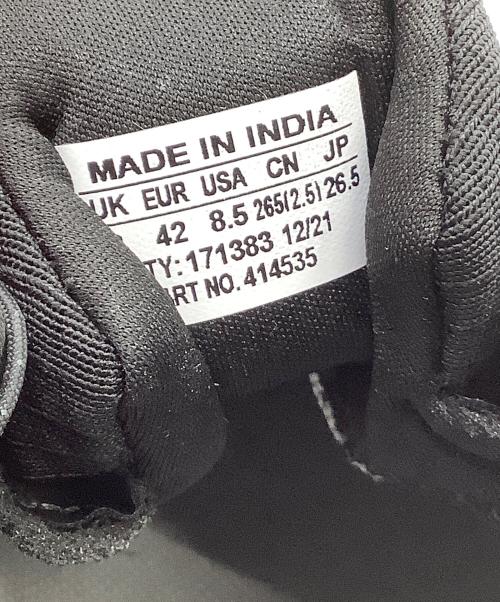 MADE IN INDIA
UK EUR USA CN JP
42 8.5 265(2.5) 26.5
TY: 171383 12/21
RT NO. 414535